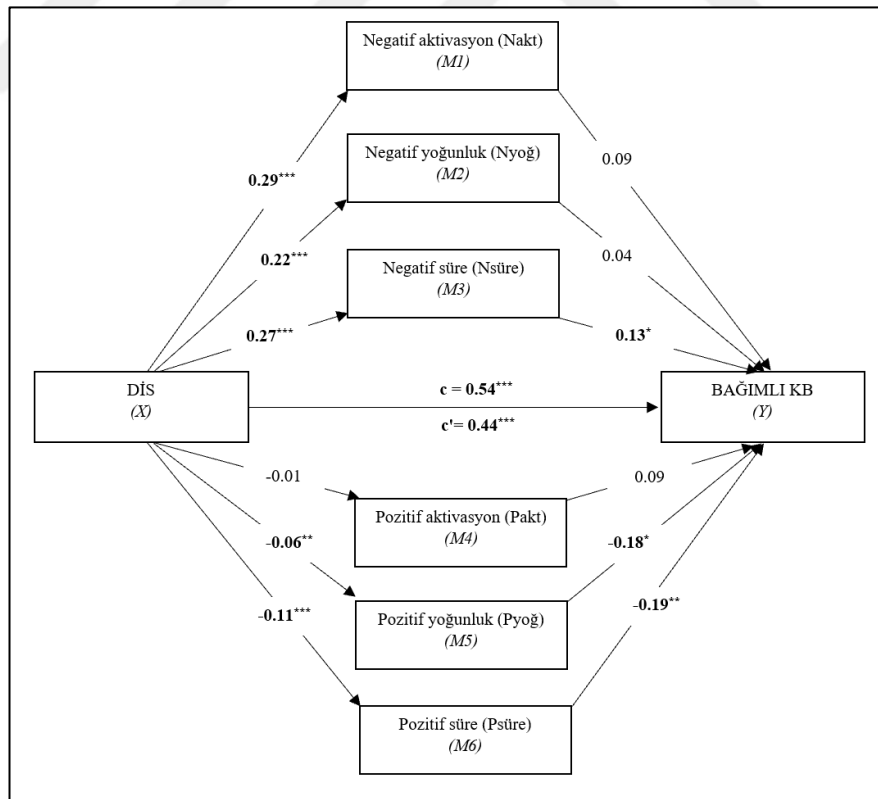 Negatif aktivasyon (Nakt)
(M1)
Negatif yoğunluk (Nyoğ)
(M2)
0.09
0.29***
0.22***
0.04
Negatif süre (Nsüre)
(M3)
0.27***
0.13*
DİS
(X)
c = 0.54***
c'= 0.44***
BAĞIMLI KB
(Y)
-0.01
0.09
Pozitif aktivasyon (Pakt)
(M4)
-0.06**
-0.18*
-0.11***
-0.19**
Pozitif yoğunluk (Pyoğ)
(M5)
Pozitif süre (Psüre)
(M6)